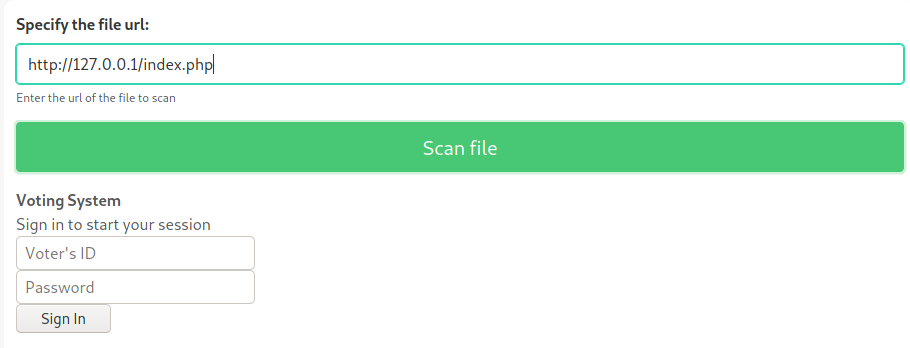 Specify the file url:
http://127.0.0.1/index.php
Enter the url of the file to scan
Scan file
Voting System
Sign in to start your session
Voter's ID
Password
Sign In